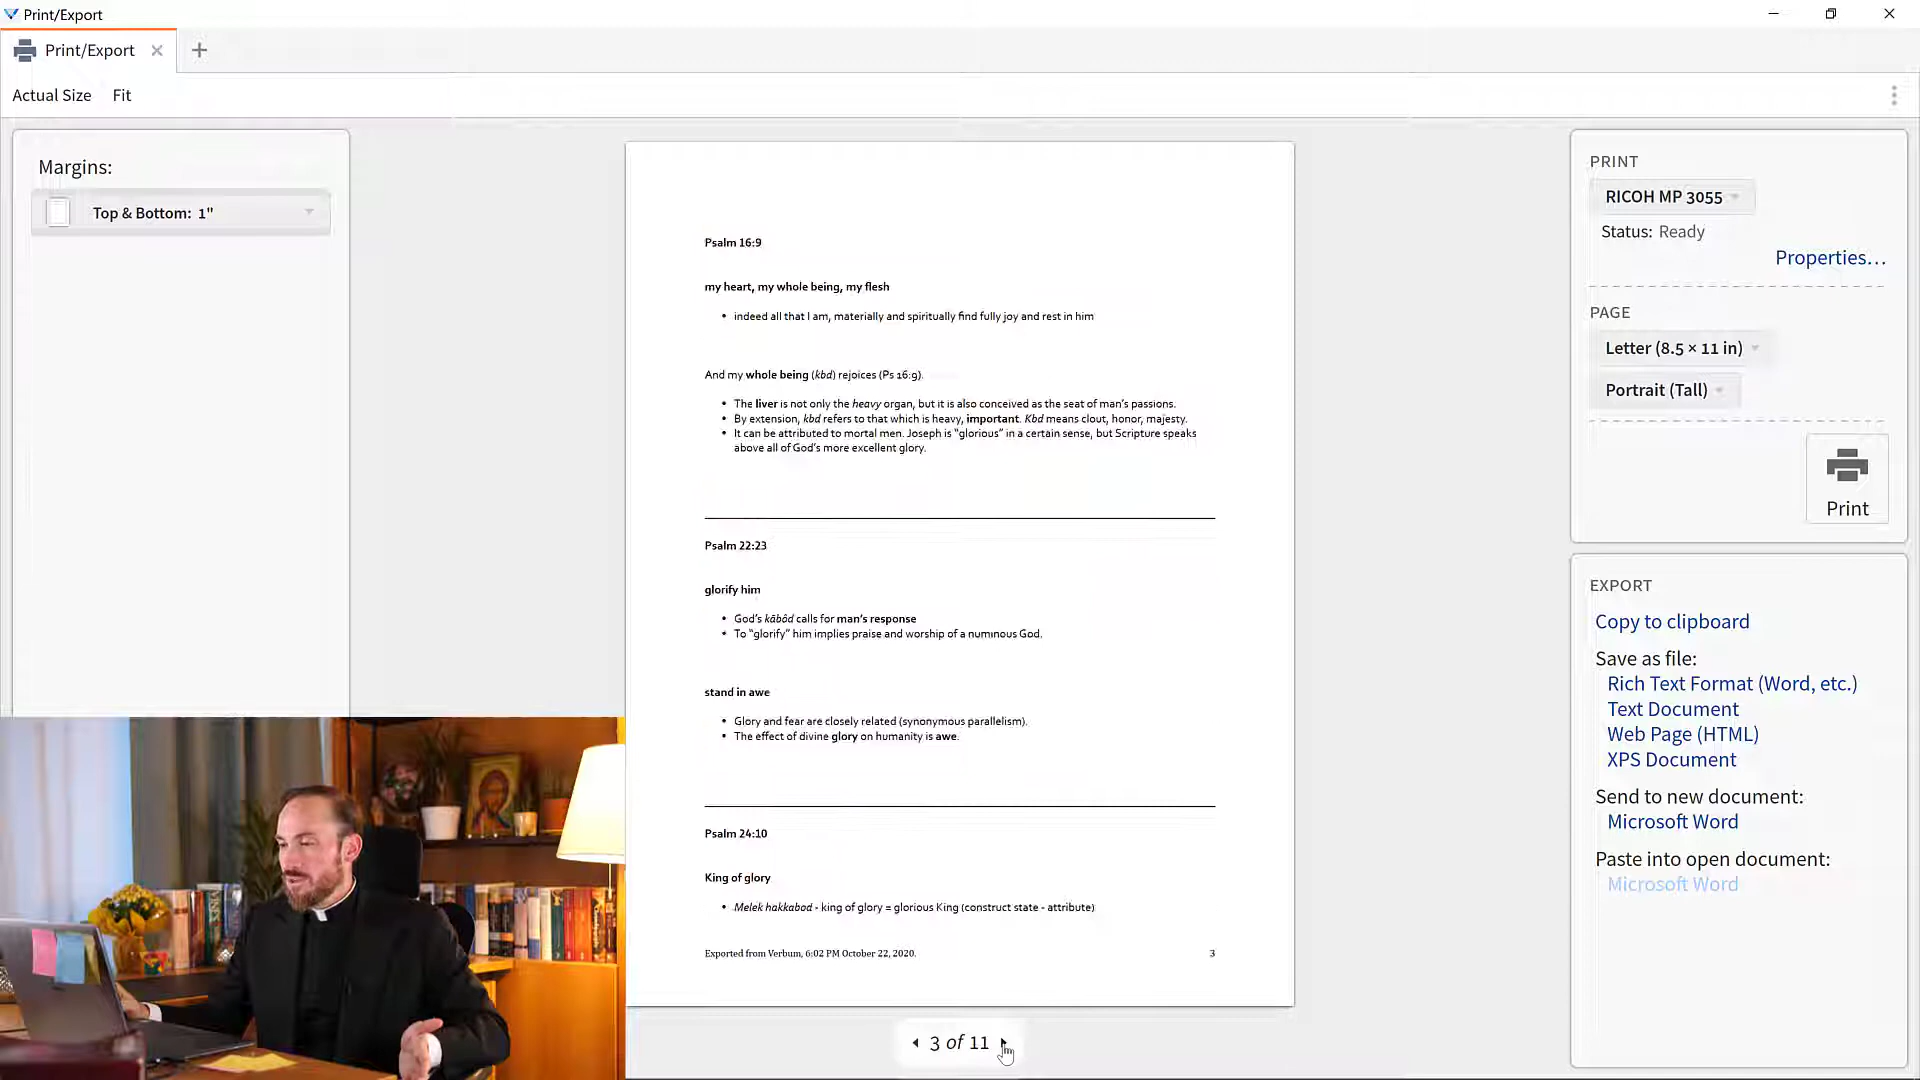 Print/Export
Print/Export
Actual Size Fit
Margins:
Top & Bottom: 1"
Psalm 16:9
my heart, my whole being, my flesh
• indeed all that I am, materially and spiritually find fully joy and rest in him
And my whole being (kbd) rejoices (Ps 16:9).
• The liver is not only the heavy organ, but it is also conceived as the seat of man's passions.
• By extension, kbd refers to that which is heavy, important. Kbd means clout, honor, majesty.
• It can be attributed to mortal men. Joseph is "glorious" in a certain sense, but Scripture speaks
above all of God's more excellent glory.
Psalm 22:23
glorify him
• God's kābôd calls for man's response
• To "glorify" him implies praise and worship of a numinous God.
stand in awe
• Glory and fear are closely related (synonymous parallelism).
• The effect of divine glory on humanity is awe.
Psalm 24:10
King of glory
• Melek hakkabod - king of glory = glorious King (construct state - attribute)
Exported from Verbum, 6:02 PM October 22, 2020. 3
3 of 11
PRINT
RICOH MP 3055
Status: Ready
Properties...
PAGE
Letter (8.5 × 11 in)
Portrait (Tall)
Print
EXPORT
Copy to clipboard
Save as file:
Rich Text Format (Word, etc.)
Text Document
Web Page (HTML)
XPS Document
Send to new document:
Microsoft Word
Paste into open document:
Microsoft Word